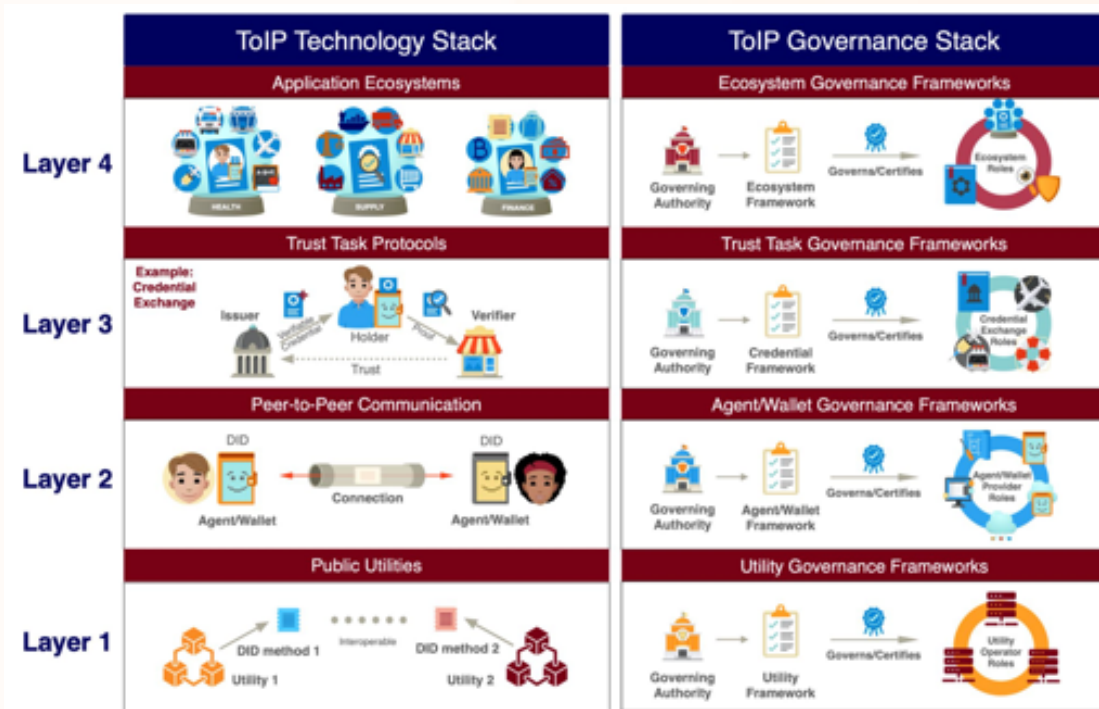 ToIP Technology Stack
ToIP Governance Stack
Application Ecosystems
Ecosystem Governance Frameworks
Layer 4
HEALTH
SUPPLY
FINANCE
Governing
Authority
Ecosystem
Framework
Governs/Certifies
Ecosystem
Roles
Trust Task Protocols
Trust Task Governance Frameworks
Layer 3
Example:
Credential
Exchange
Issuer
Verifiable
Credential
Holder
Proof
Verifier
Trust
Governing
Authority
Credential
Framework
Governs/Certifies
Credential
Exchange
Roles
Peer-to-Peer Communication
Agent/Wallet Governance Frameworks
Layer 2
DID
Agent/Wallet
Connection
DID
Agent/Wallet
Governing
Authority
Agent/Wallet
Framework
Governs/Certifies
Agent/Wallet
Provider
Roles
Public Utilities
Utility Governance Frameworks
Layer 1
Utility 1
DID method 1
Interoperable
DID method 2
Utility 2
Governing
Authority
Utility
Framework
Governs/Certifies
Utility
Operator
Roles